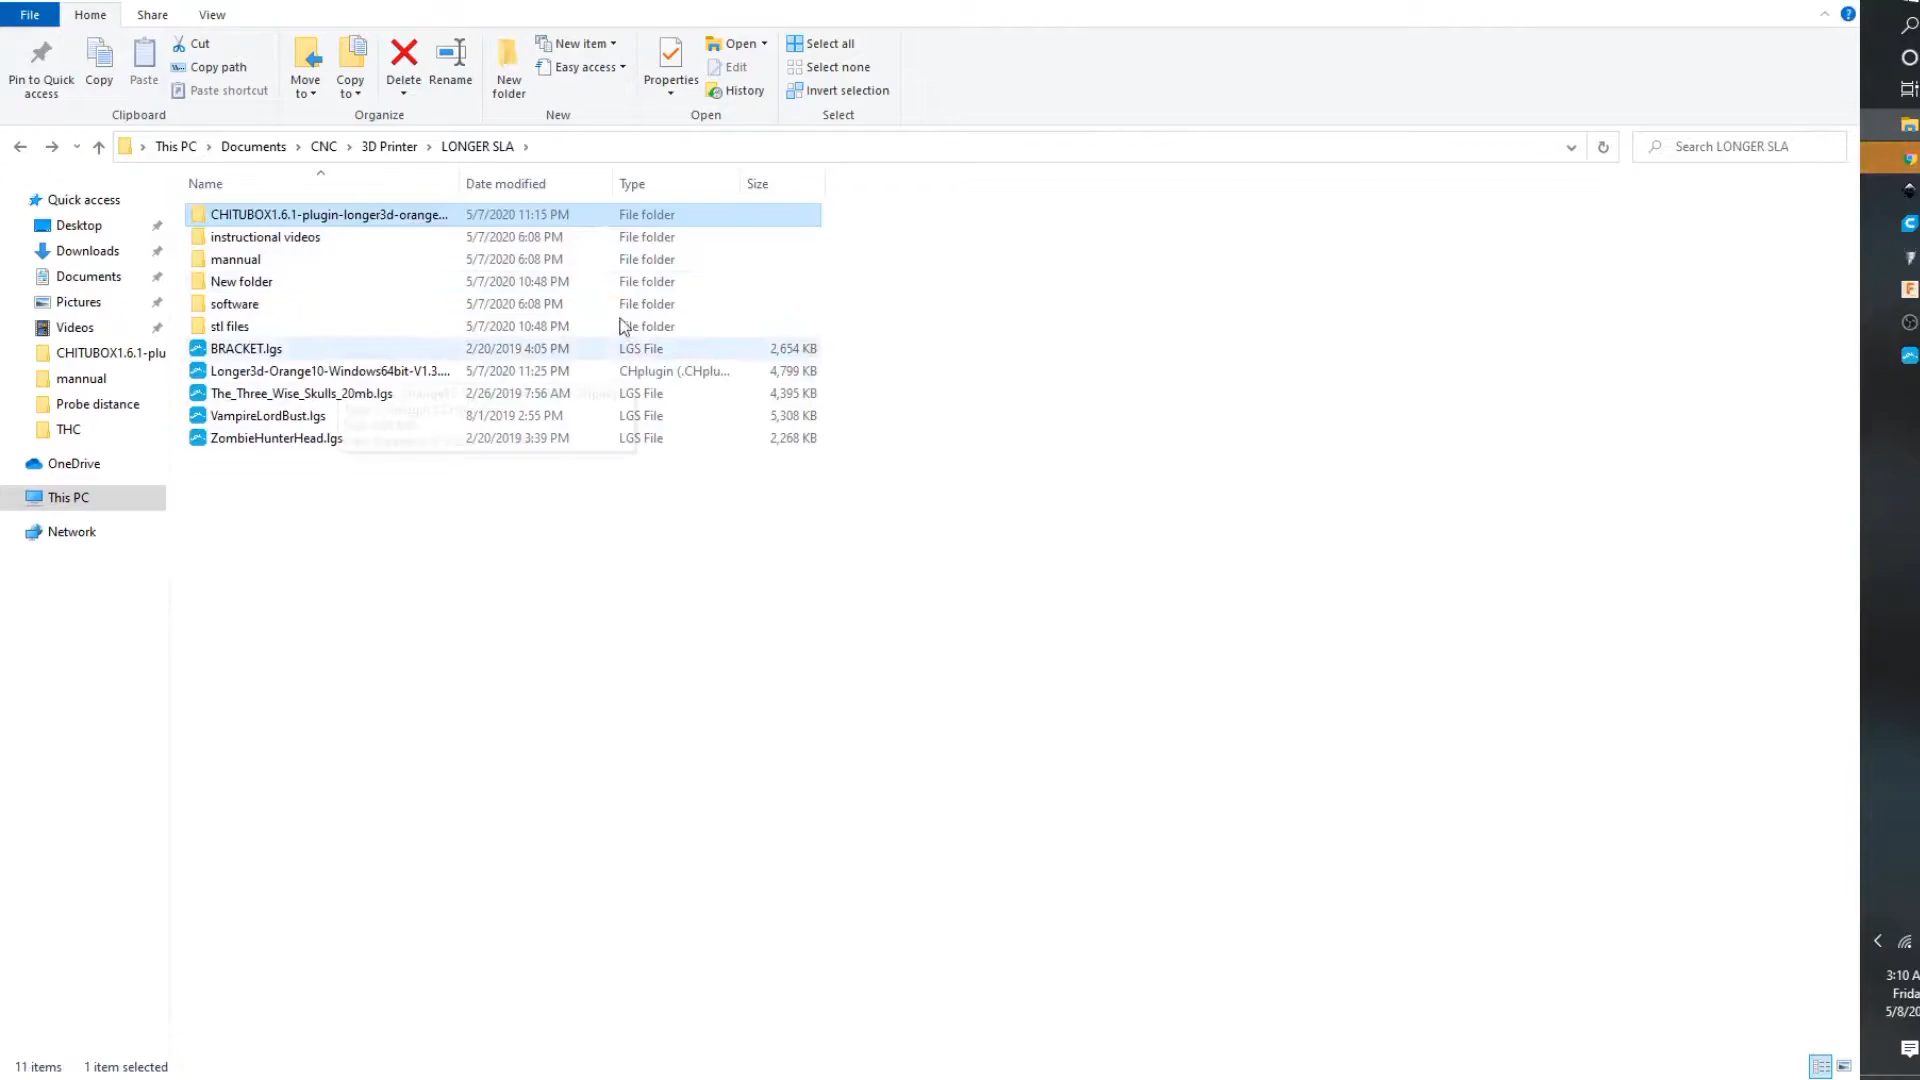 File Home Share View
Pin to Quick access
Copy
Paste
Cut
Copy path
Paste shortcut
Clipboard
Move to
Copy to
Delete
Rename
Organize
New folder
New item
Easy access
New
Properties
Open
Edit
History
Open
Select all
Select none
Invert selection
Select
This PC › Documents › CNC › 3D Printer › LONGER SLA ›
Search LONGER SLA
Quick access
Desktop
Downloads
Documents
Pictures
Videos
CHITUBOX1.6.1-plu
mannual
Probe distance
THC
OneDrive
This PC
Network
Name Date modified Type Size
CHITUBOX1.6.1-plugin-longer3d-orange... 5/7/2020 11:15 PM File folder
instructional videos 5/7/2020 6:08 PM File folder
mannual 5/7/2020 6:08 PM File folder
New folder 5/7/2020 10:48 PM File folder
software 5/7/2020 6:08 PM File folder
stl files 5/7/2020 10:48 PM File folder
BRACKET.lgs 2/20/2019 4:05 PM LGS File 2,654 KB
Longer3d-Orange10-Windows64bit-V1.3.... 5/7/2020 11:25 PM CHplugin (.CHplu... 4,799 KB
The_Three_Wise_Skulls_20mb.lgs 2/26/2019 7:56 AM LGS File 4,395 KB
VampireLordBust.lgs 8/1/2019 2:55 PM LGS File 5,308 KB
ZombieHunterHead.lgs 2/20/2019 3:39 PM LGS File 2,268 KB
3:10 A
Frida
5/8/20
11 items 1 item selected